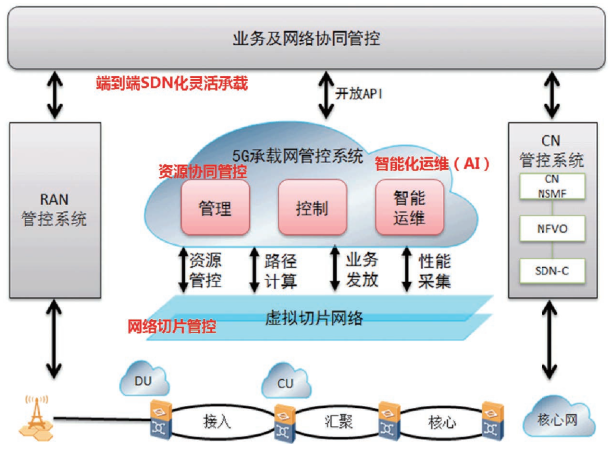 业务及网络协同管控
端到端SDN化灵活承载
开放API
RAN
管控系统
5G承载网管控系统
资源协同管控
智能化运维（AI）
管理
控制
智能
运维
CN
管控系统
CN
NSMF
NFVO
SDN-C
资源
管控
路径
计算
业务
发放
性能
采集
网络切片管控
虚拟切片网络
DU
CU
接入
汇聚
核心
核心网